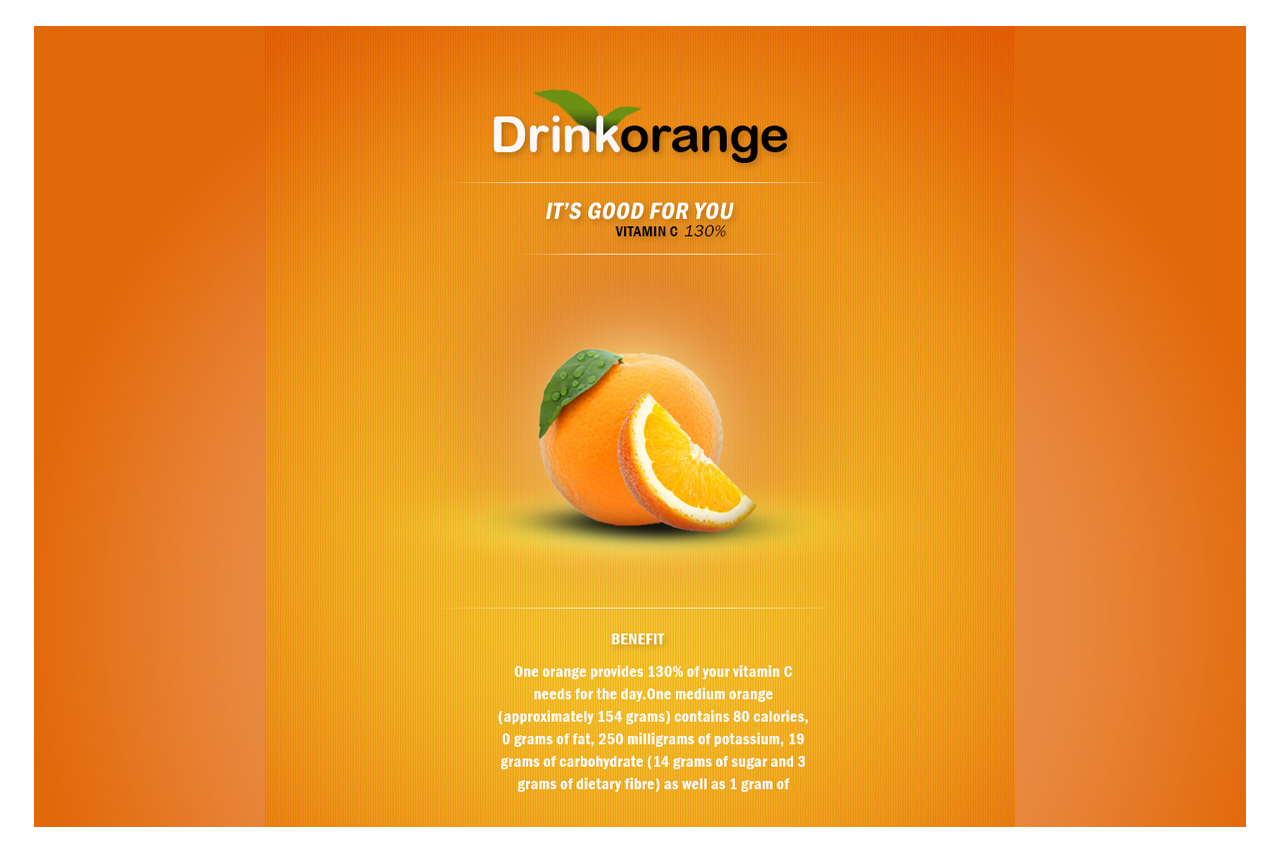 Drinkorange
IT'S GOOD FOR YOU
VITAMIN C 130%
BENEFIT
One orange provides 130% of your vitamin C
needs for the day.One medium orange
(approximately 154 grams) contains 80 calories,
0 grams of fat, 250 milligrams of potassium, 19
grams of carbohydrate (14 grams of sugar and 3
grams of dietary fibre) as well as 1 gram of